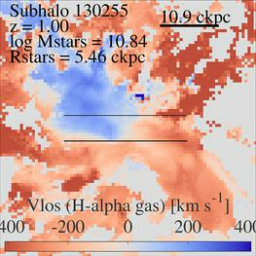 Subhalo 130255
10.9 ckpc
z = 1.00
log Mstars = 10.84
Rstars = 5.46 ckpc
Vlos (H-alpha gas) [km s^-1]
400 -200 0 200 400